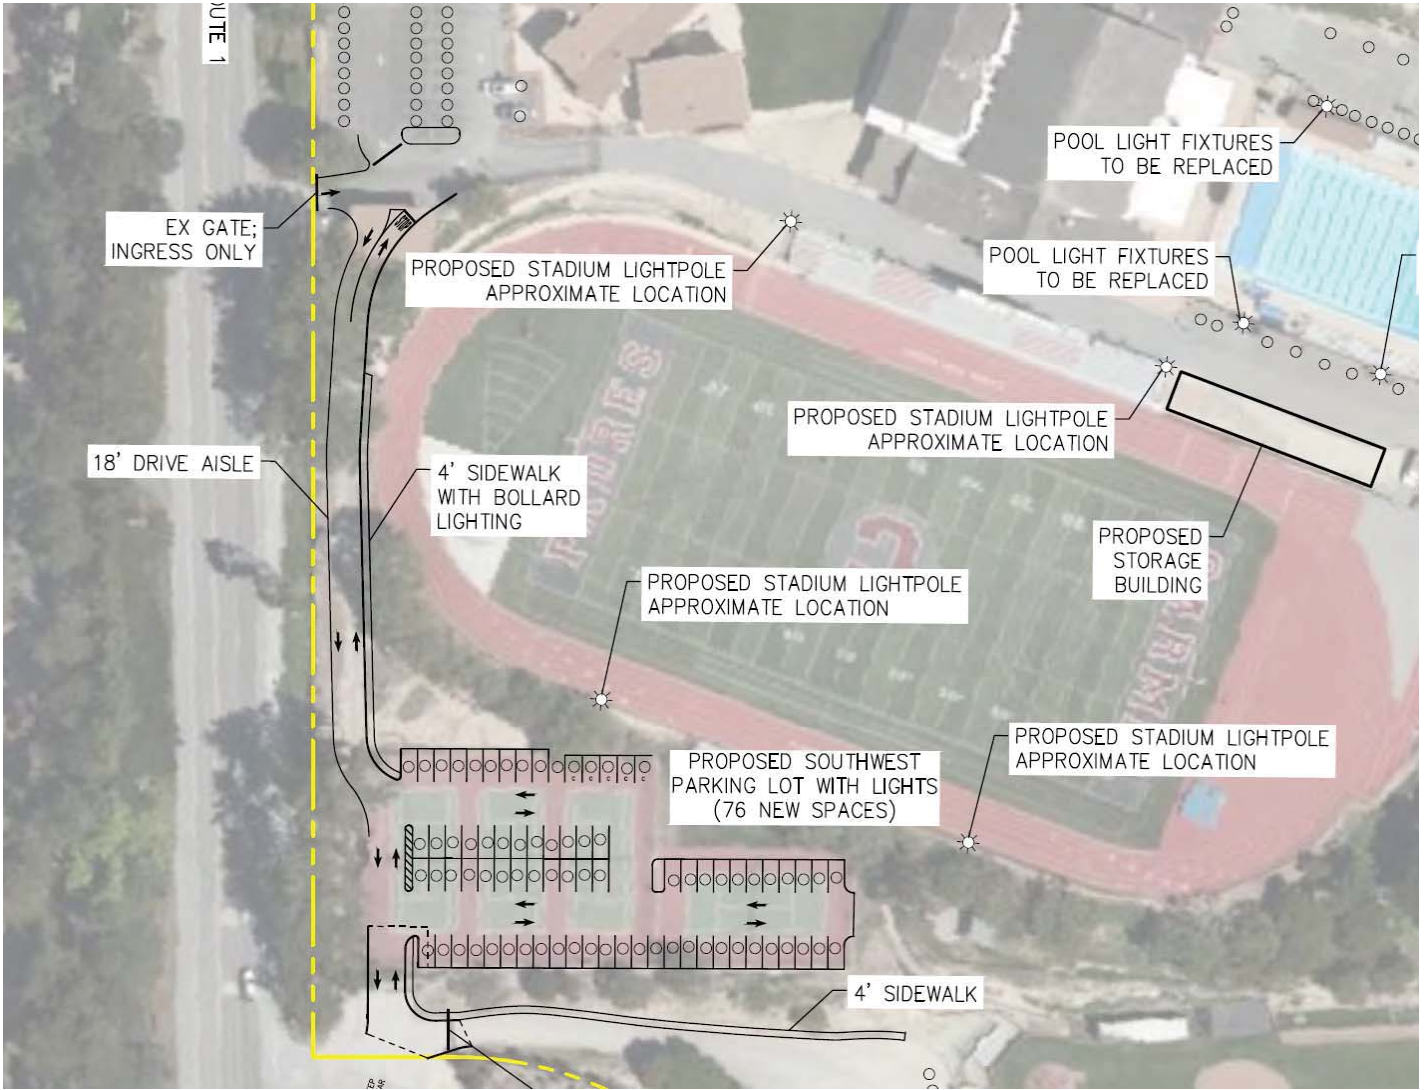 OUTE 1
POOL LIGHT FIXTURES
TO BE REPLACED
EX GATE;
INGRESS ONLY
STOP
PROPOSED STADIUM LIGHTPOLE
APPROXIMATE LOCATION
POOL LIGHT FIXTURES
TO BE REPLACED
PADRES
PROPOSED STADIUM LIGHTPOLE
APPROXIMATE LOCATION
18' DRIVE AISLE
4' SIDEWALK
WITH BOLLARD
LIGHTING
C
PROPOSED
STORAGE
BUILDING
PROPOSED STADIUM LIGHTPOLE
APPROXIMATE LOCATION
PROPOSED SOUTHWEST
PARKING LOT WITH LIGHTS
(76 NEW SPACES)
PROPOSED STADIUM LIGHTPOLE
APPROXIMATE LOCATION
4' SIDEWALK